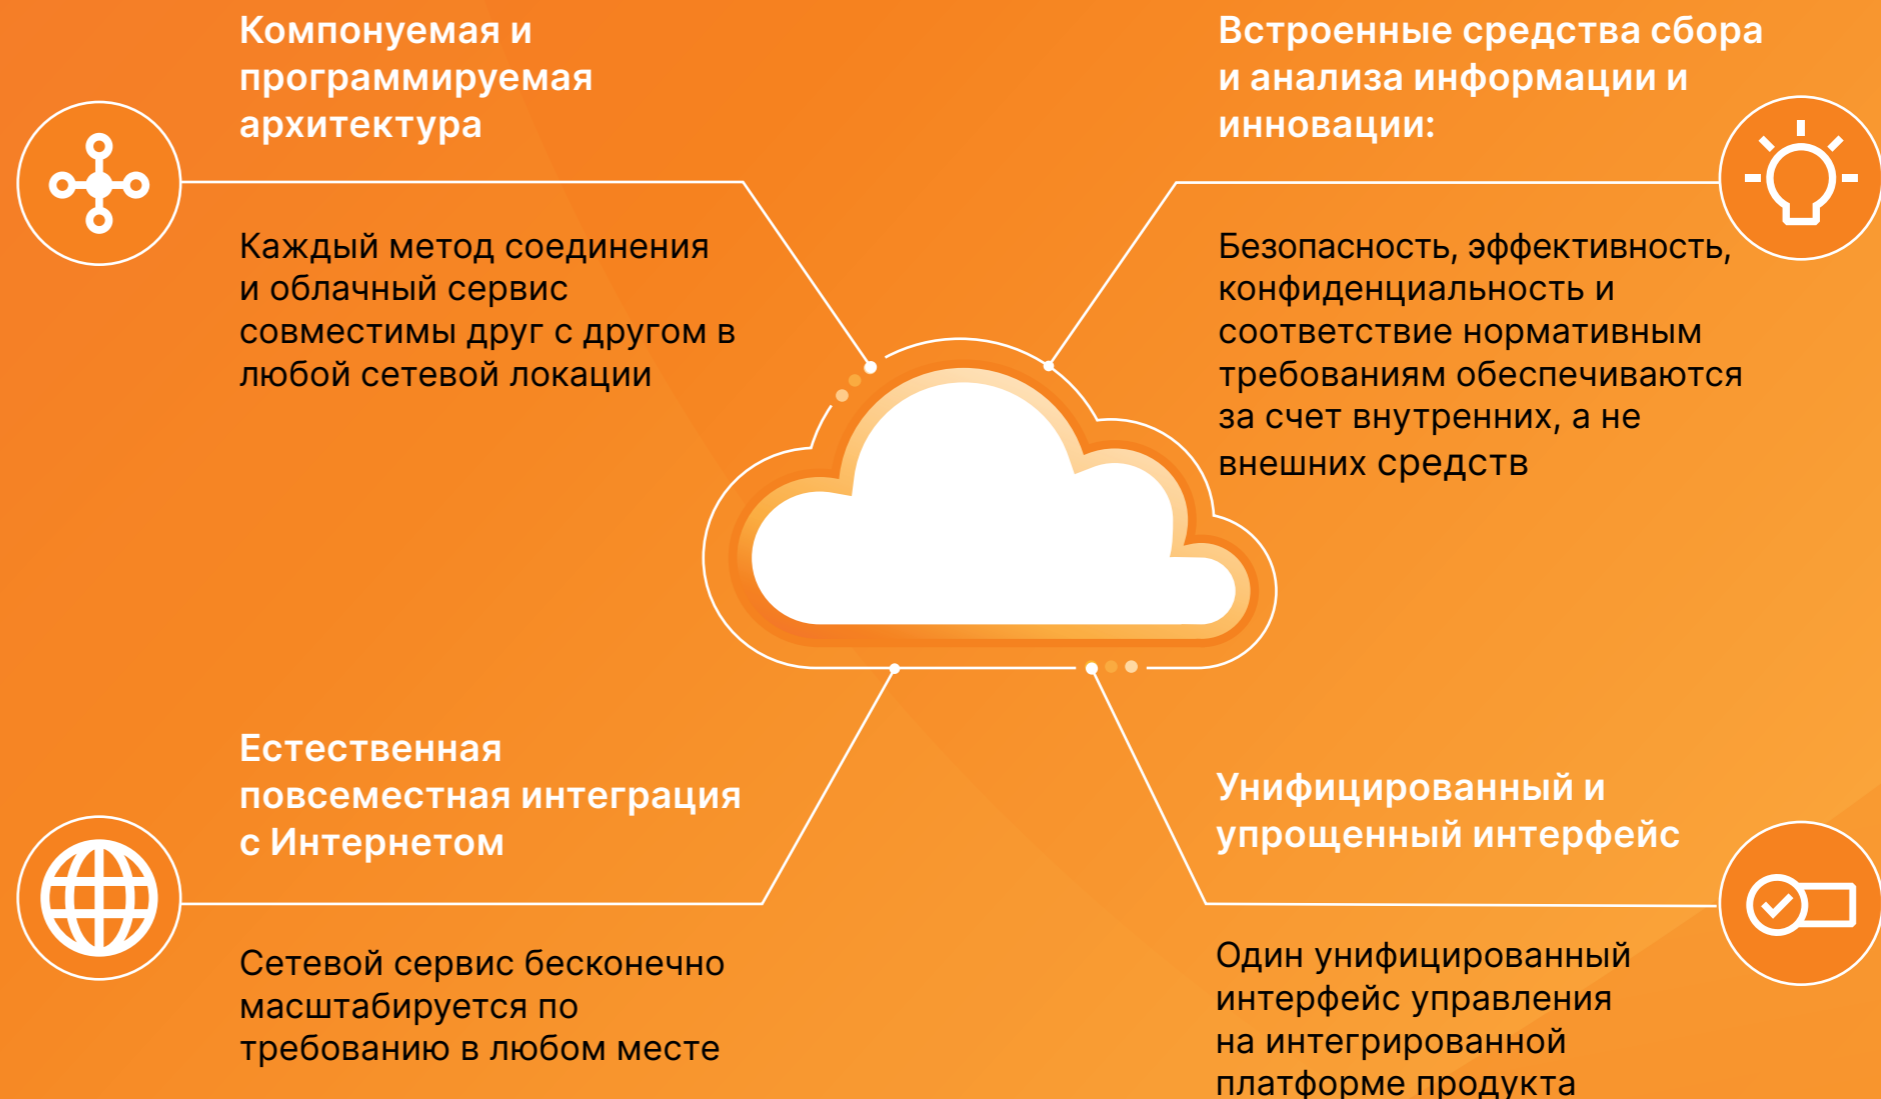 Компонуемая и
программируемая
архитектура
Каждый метод соединения
и облачный сервис
совместимы друг с другом в
любой сетевой локации
Встроенные средства сбора
и анализа информации и
инновации:
Безопасность, эффективность,
конфиденциальность и
соответствие нормативным
требованиям обеспечиваются
за счет внутренних, а не
внешних средств
Естественная
повсеместная интеграция
с Интернетом
Сетевой сервис бесконечно
масштабируется по
требованию в любом месте
Унифицированный и
упрощенный интерфейс
Один унифицированный
интерфейс управления
на интегрированной
платформе продукта